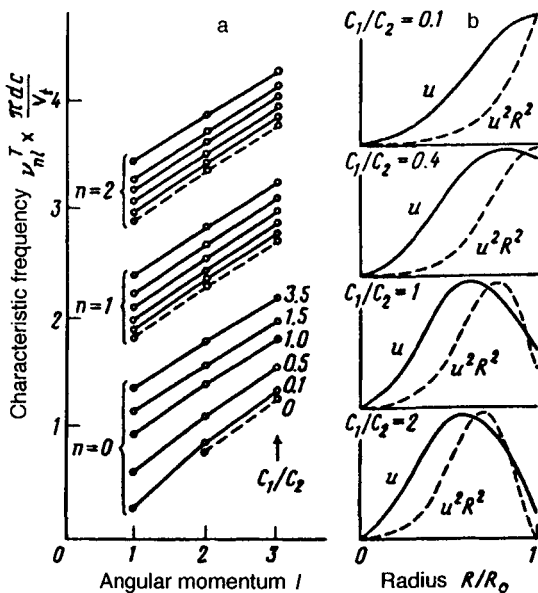 a
Characteristic frequency ν^T_nl × πdc/v_t
4
3
2
1
0
n=2
n=1
n=0
3.5
1.5
1.0
0.5
0.1
0
C₁/C₂
1 2 3
Angular momentum l
b
C₁/C₂ = 0.1
u
u²R²
C₁/C₂ = 0.4
u
u²R²
C₁/C₂ = 1
u
u²R²
C₁/C₂ = 2
u
u²R²
0 1
Radius R/R₀